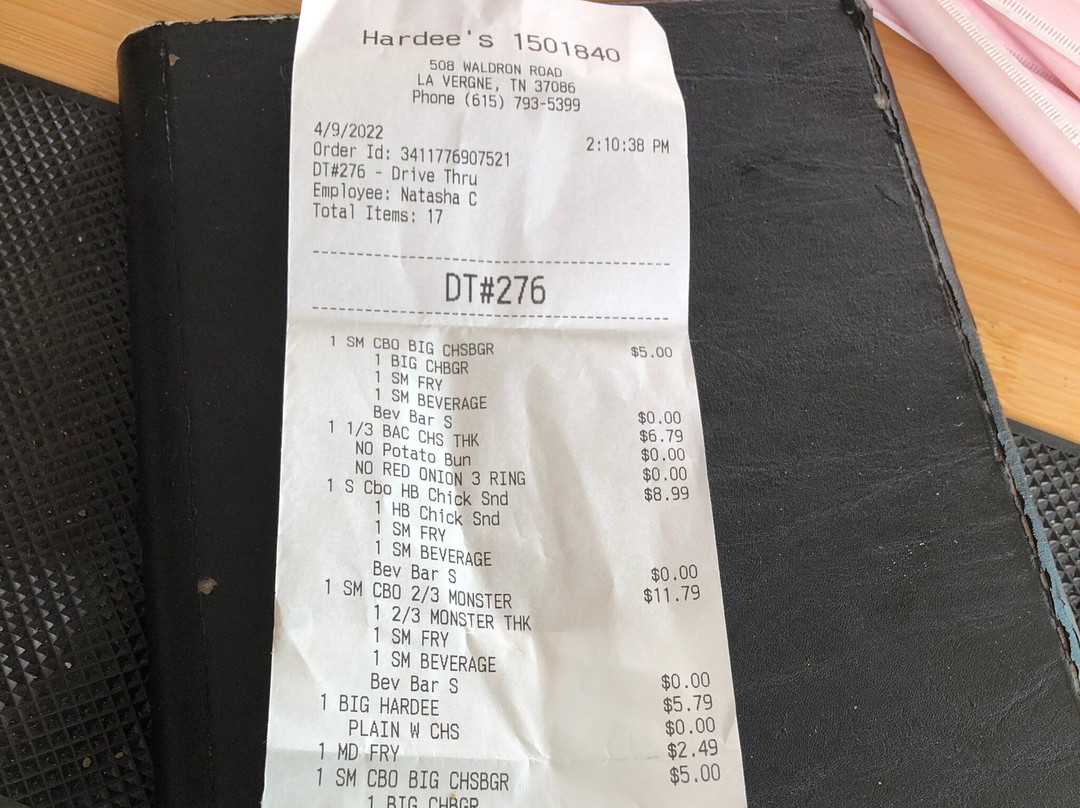 Hardee's 1501840
508 WALDRON ROAD
LA VERGNE, TN 37086
Phone (615) 793-5399
4/9/2022 2:10:38 PM
Order Id: 3411776907521
DT#276 - Drive Thru
Employee: Natasha C
Total Items: 17
DT#276
1 SM CBO BIG CHSBGR $5.00
1 BIG CHBGR
1 SM FRY
1 SM BEVERAGE
Bev Bar S $0.00
1 1/3 BAC CHS THK $6.79
NO Potato Bun $0.00
NO RED ONION 3 RING $0.00
1 S Cbo HB Chick Snd $8.99
1 HB Chick Snd
1 SM FRY
1 SM BEVERAGE
Bev Bar S $0.00
1 SM CBO 2/3 MONSTER $11.79
1 2/3 MONSTER THK
1 SM FRY
1 SM BEVERAGE
Bev Bar S $0.00
1 BIG HARDEE $5.79
PLAIN W CHS $0.00
1 MD FRY $2.49
1 SM CBO BIG CHSBGR $5.00
1 BIG CHBGR